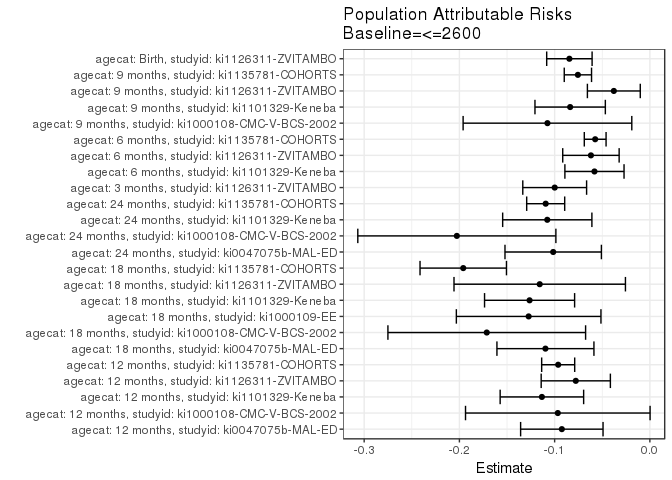 Population Attributable Risks
Baseline=<=2600
agecat: Birth, studyid: ki1126311-ZVITAMBO
agecat: 9 months, studyid: ki1135781-COHORTS
agecat: 9 months, studyid: ki1126311-ZVITAMBO
agecat: 9 months, studyid: ki1101329-Keneba
agecat: 9 months, studyid: ki1000108-CMC-V-BCS-2002
agecat: 6 months, studyid: ki1135781-COHORTS
agecat: 6 months, studyid: ki1126311-ZVITAMBO
agecat: 6 months, studyid: ki1101329-Keneba
agecat: 3 months, studyid: ki1126311-ZVITAMBO
agecat: 24 months, studyid: ki1135781-COHORTS
agecat: 24 months, studyid: ki1101329-Keneba
agecat: 24 months, studyid: ki1000108-CMC-V-BCS-2002
agecat: 24 months, studyid: ki0047075b-MAL-ED
agecat: 18 months, studyid: ki1135781-COHORTS
agecat: 18 months, studyid: ki1126311-ZVITAMBO
agecat: 18 months, studyid: ki1101329-Keneba
agecat: 18 months, studyid: ki1000109-EE
agecat: 18 months, studyid: ki1000108-CMC-V-BCS-2002
agecat: 18 months, studyid: ki0047075b-MAL-ED
agecat: 12 months, studyid: ki1135781-COHORTS
agecat: 12 months, studyid: ki1126311-ZVITAMBO
agecat: 12 months, studyid: ki1101329-Keneba
agecat: 12 months, studyid: ki1000108-CMC-V-BCS-2002
agecat: 12 months, studyid: ki0047075b-MAL-ED
-0.3 -0.2 -0.1 0.0
Estimate